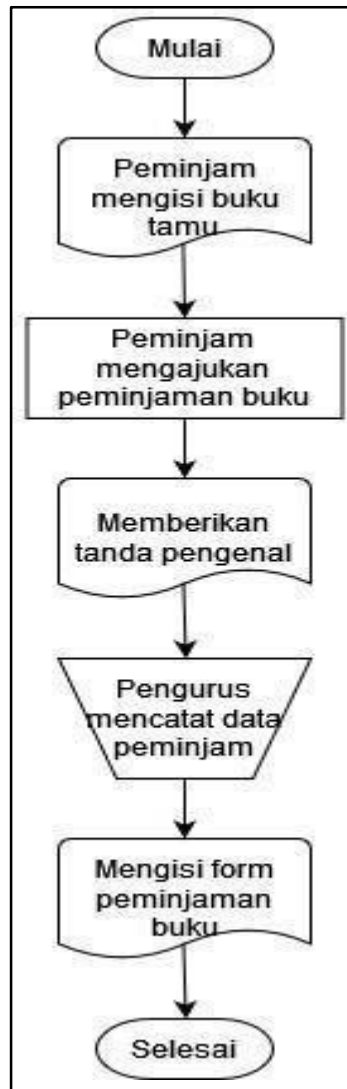 Mulai
Peminjam
mengisi buku
tamu
Peminjam
mengajukan
peminjaman buku
Memberikan
tanda pengenal
Pengurus
mencatat data
peminjam
Mengisi form
peminjaman
buku
Selesai